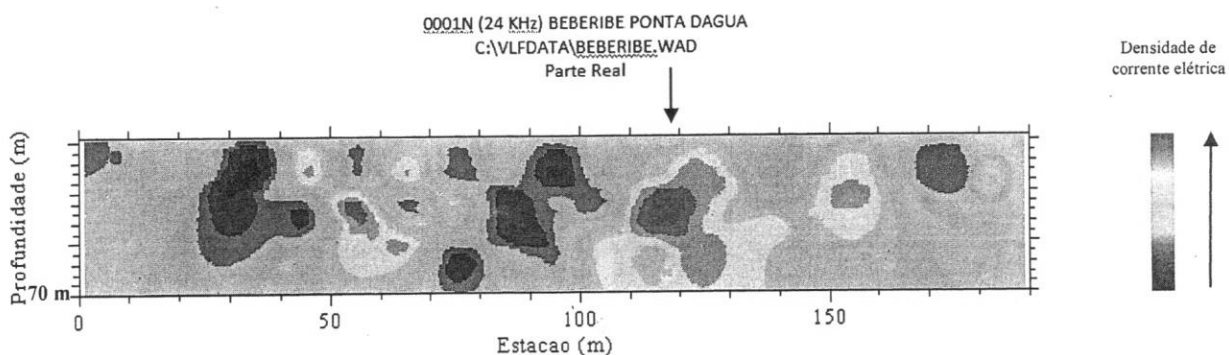 0001N (24 KHz) BEBERIBE PONTA DAGUA
C:\VLFDATA\BEBERIBE.WAD
Parte Real
Densidade de
corrente elétrica
Profundidade (m)
70 m
0
50
100
150
Estacao (m)